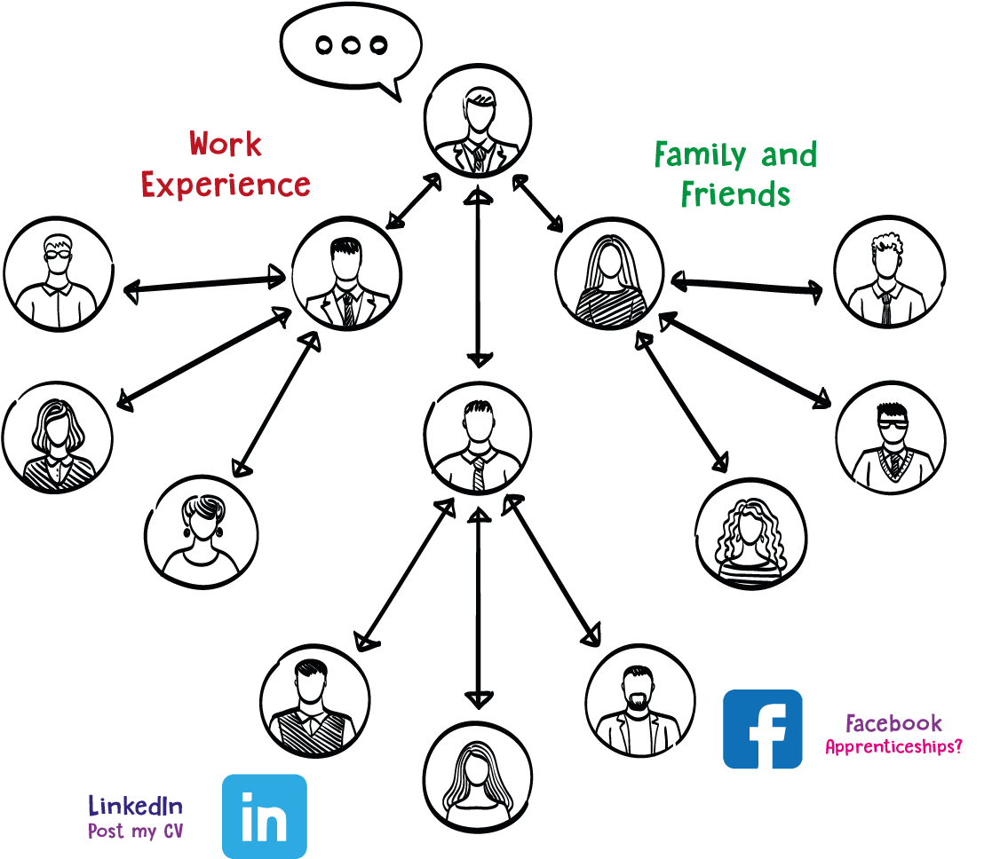 Work
Experience
Family and
Friends
Facebook
Apprenticeships?
LinkedIn
Post my CV
in
f